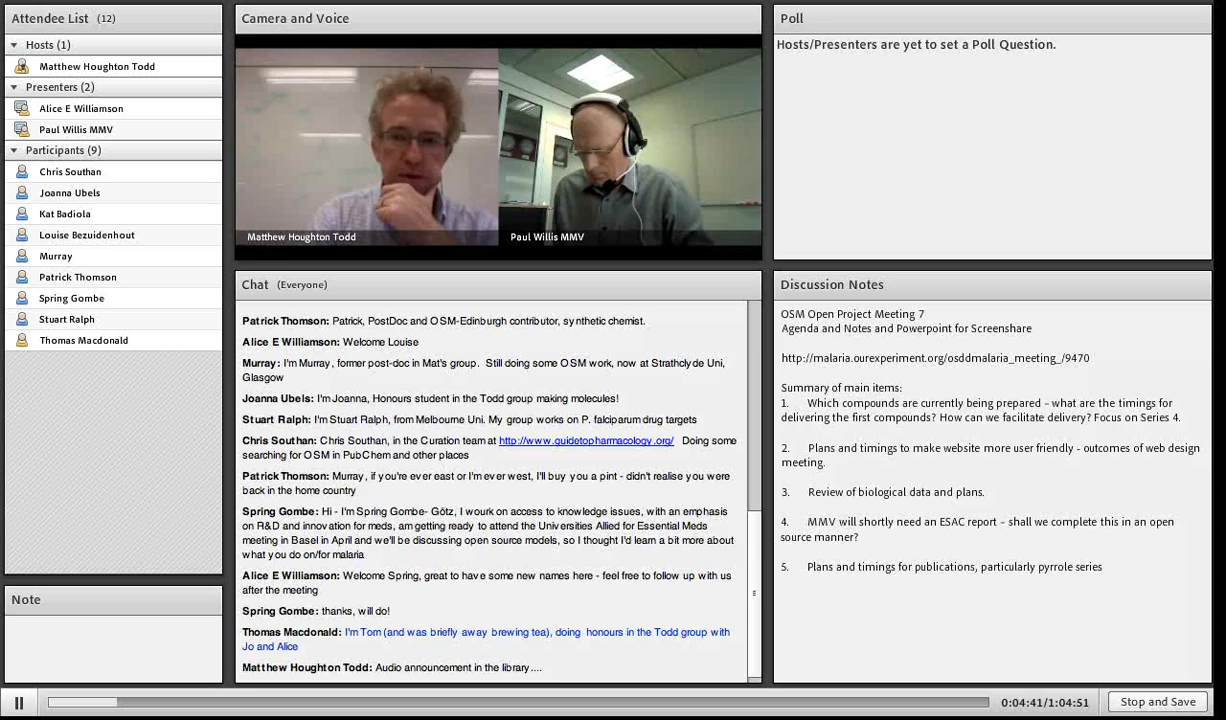 Attendee List (12)
Hosts (1)
Matthew Houghton Todd
Presenters (2)
Alice E Williamson
Paul Willis MMV
Participants (9)
Chris Southan
Joanna Ubels
Kat Badiola
Louise Bezuidenhout
Murray
Patrick Thomson
Spring Gombe
Stuart Ralph
Thomas Macdonald
Note
Camera and Voice
Matthew Houghton Todd
Paul Willis MMV
Chat (Everyone)
Patrick Thomson: Patrick, PostDoc and OSM-Edinburgh contributor, synthetic chemist.
Alice E Williamson: Welcome Louise
Murray: I'm Murray, former post-doc in Mat's group. Still doing some OSM work, now at Strathclyde Uni,
Glasgow
Joanna Ubels: I'm Joanna, Honours student in the Todd group making molecules!
Stuart Ralph: I'm Stuart Ralph, from Melbourne Uni. My group works on P. falciparum drug targets
Chris Southan: Chris Southan, in the Curation team at http://www.guidetopharmacology.org/ Doing some
searching for OSM in PubChem and other places
Patrick Thomson: Murray, if you're ever east or I'm ever west, I'll buy you a pint - didn't realise you were
back in the home country
Spring Gombe: Hi - I'm Spring Gombe- Götz, I wourk on access to knowledge issues, with an emphasis
on R&D and innovation for meds, am getting ready to attend the Universities Allied for Essential Meds
meeting in Basel in April and we'll be discussing open source models, so I thought I'd learn a bit more about
what you do on/for malaria
Alice E Williamson: Welcome Spring, great to have some new names here - feel free to follow up with us
after the meeting
Spring Gombe: thanks, will do!
Thomas Macdonald: I'm Tom (and was briefly away brewing tea), doing honours in the Todd group with
Jo and Alice
Matthew Houghton Todd: Audio announcement in the library....
Poll
Hosts/Presenters are yet to set a Poll Question.
Discussion Notes
OSM Open Project Meeting 7
Agenda and Notes and Powerpoint for Screenshare
http://malaria.ourexperiment.org/osddmalaria_meeting_/9470
Summary of main items:
1. Which compounds are currently being prepared – what are the timings for
delivering the first compounds? How can we facilitate delivery? Focus on Series 4.
2. Plans and timings to make website more user friendly – outcomes of web design
meeting.
3. Review of biological data and plans.
4. MMV will shortly need an ESAC report – shall we complete this in an open
source manner?
5. Plans and timings for publications, particularly pyrrole series
0:04:41/1:04:51
Stop and Save